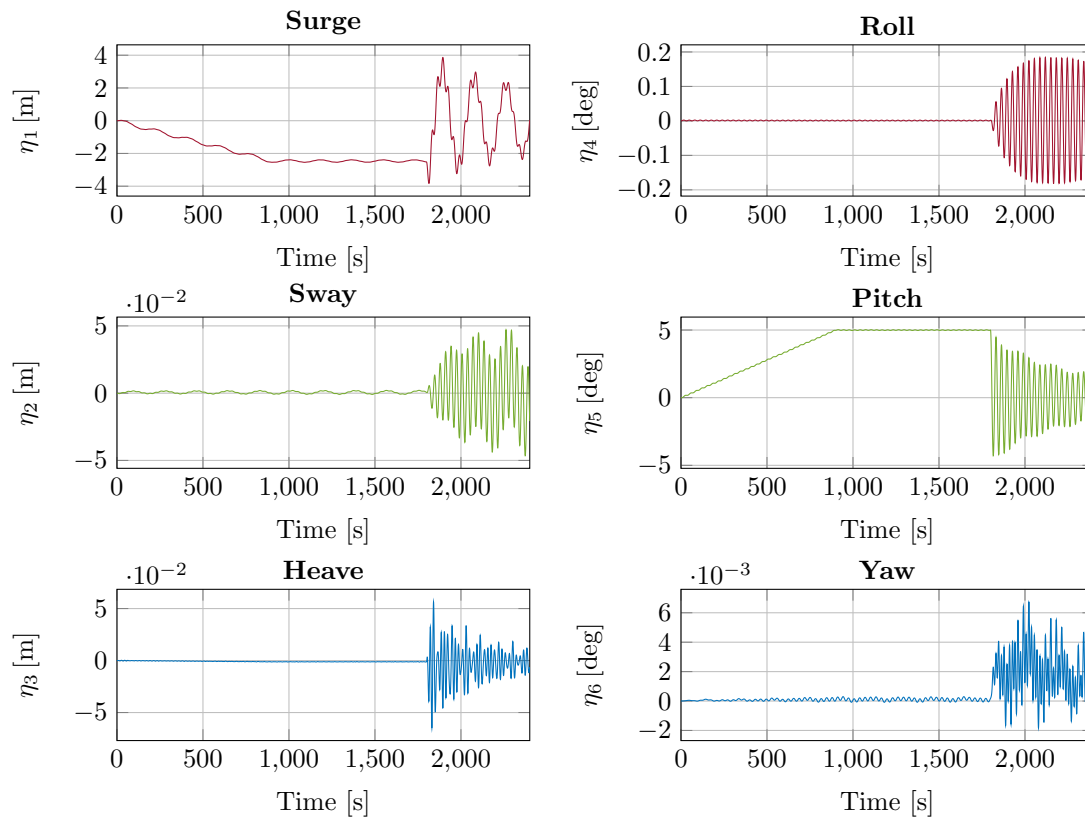 Surge
4
2
0
−2
−4
η1 [m]
0 500 1,000 1,500 2,000
Time [s]
Roll
0.2
0.1
0
−0.1
−0.2
η4 [deg]
0 500 1,000 1,500 2,000
Time [s]
·10−2
Sway
5
0
−5
η2 [m]
0 500 1,000 1,500 2,000
Time [s]
Pitch
5
0
−5
η5 [deg]
0 500 1,000 1,500 2,000
Time [s]
·10−2
Heave
5
0
−5
η3 [m]
0 500 1,000 1,500 2,000
Time [s]
·10−3
Yaw
6
4
2
0
−2
η6 [deg]
0 500 1,000 1,500 2,000
Time [s]